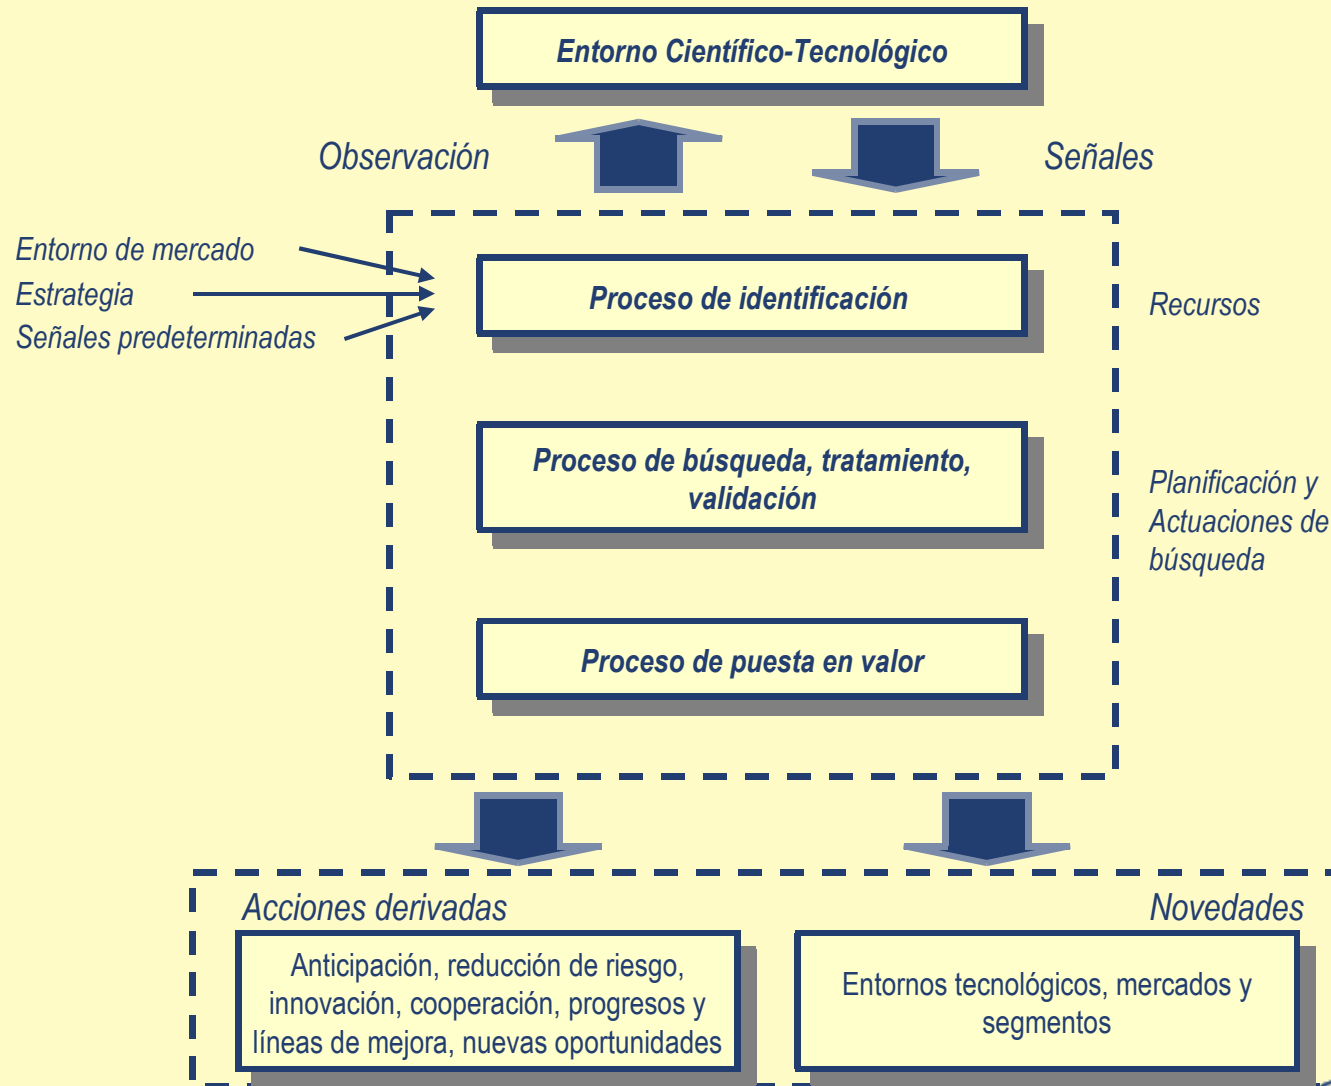 Entorno Científico-Tecnológico
Observación
Señales
Entorno de mercado
Estrategia
Señales predeterminadas
Proceso de identificación
Recursos
Proceso de búsqueda, tratamiento,
validación
Planificación y
Actuaciones de
búsqueda
Proceso de puesta en valor
Acciones derivadas
Novedades
Anticipación, reducción de riesgo,
innovación, cooperación, progresos y
líneas de mejora, nuevas oportunidades
Entornos tecnológicos, mercados y
segmentos